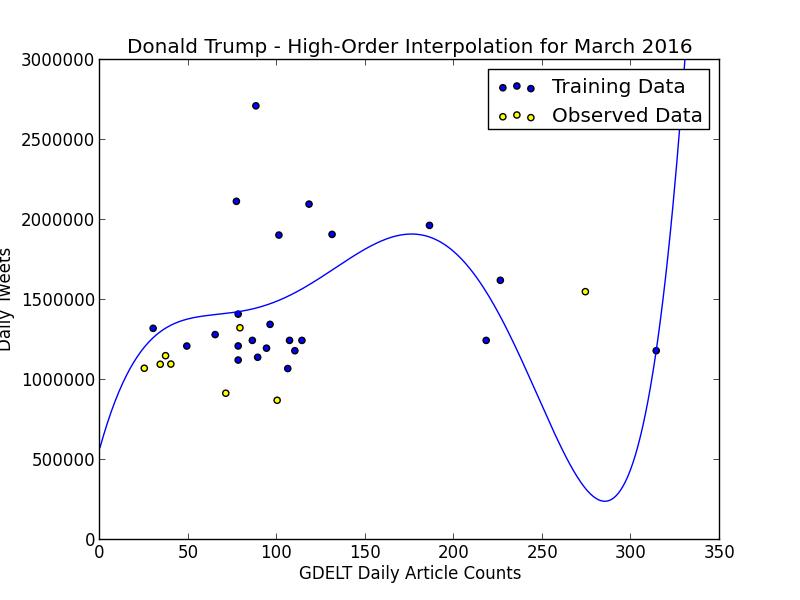 Donald Trump - High-Order Interpolation for March 2016
Training Data
Observed Data
3000000
2500000
2000000
1500000
1000000
500000
0
Daily Tweets
0 50 100 150 200 250 300 350
GDELT Daily Article Counts